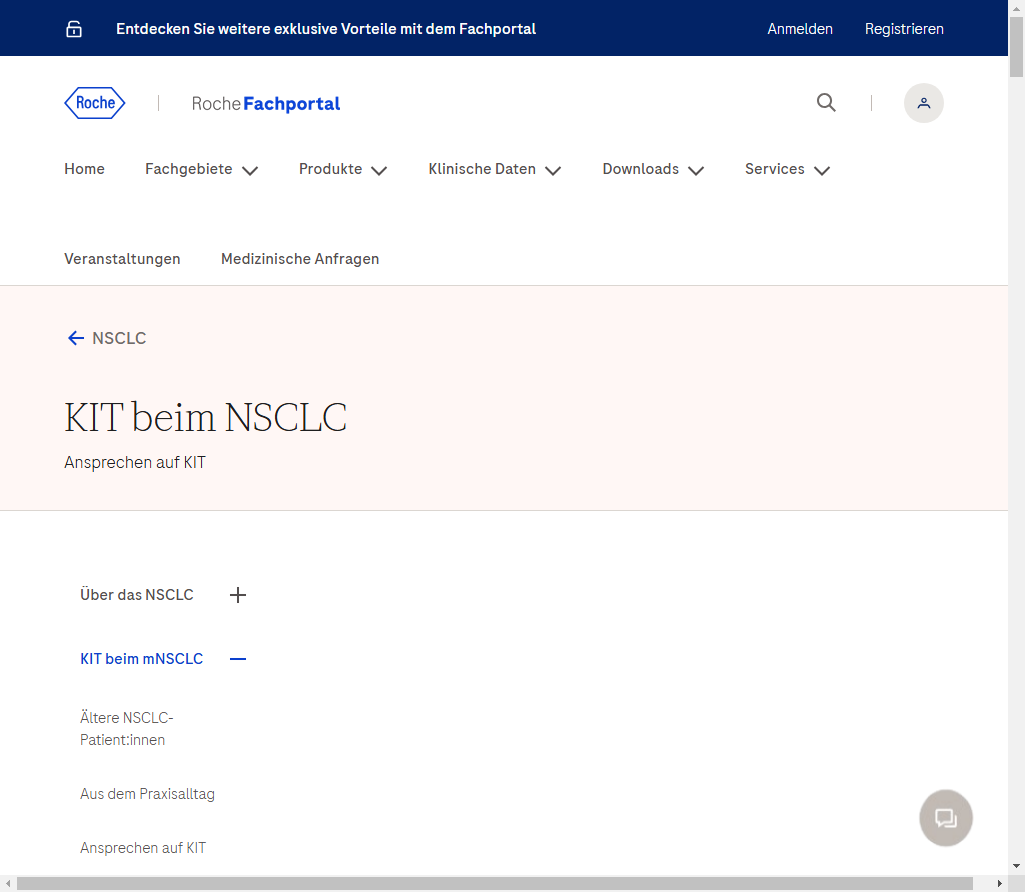 Entdecken Sie weitere exklusive Vorteile mit dem Fachportal
Anmelden
Registrieren
Roche
RocheFachportal
Home
Fachgebiete
Produkte
Klinische Daten
Downloads
Services
Veranstaltungen
Medizinische Anfragen
NSCLC
KIT beim NSCLC
Ansprechen auf KIT
Über das NSCLC
KIT beim mNSCLC
Ältere NSCLC-
Patient:innen
Aus dem Praxisalltag
Ansprechen auf KIT